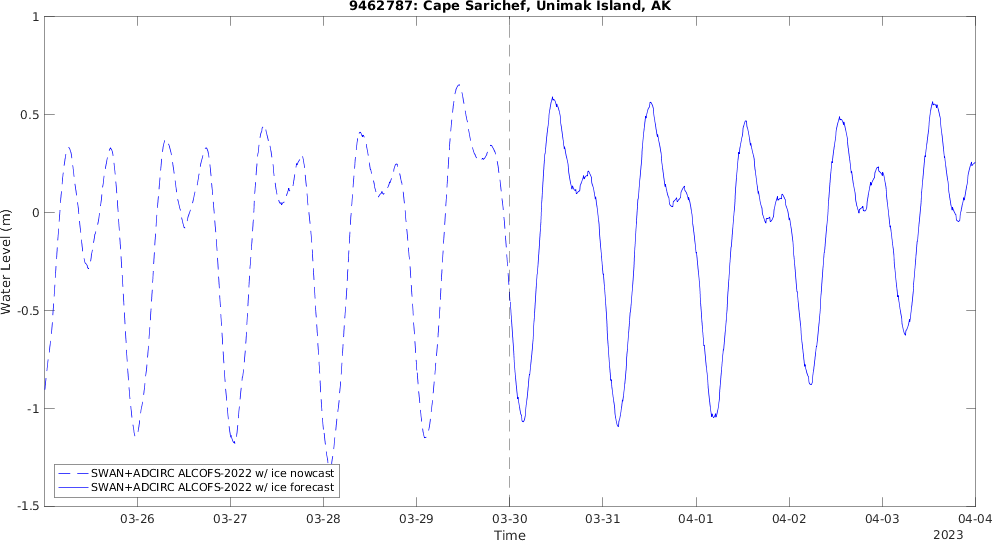 9462787: Cape Sarichef, Unimak Island, AK
Water Level (m)
1
0.5
0
-0.5
-1
-1.5
SWAN+ADCIRC ALCOFS-2022 w/ ice nowcast
SWAN+ADCIRC ALCOFS-2022 w/ ice forecast
03-26 03-27 03-28 03-29 03-30 03-31 04-01 04-02 04-03 04-04
Time
2023